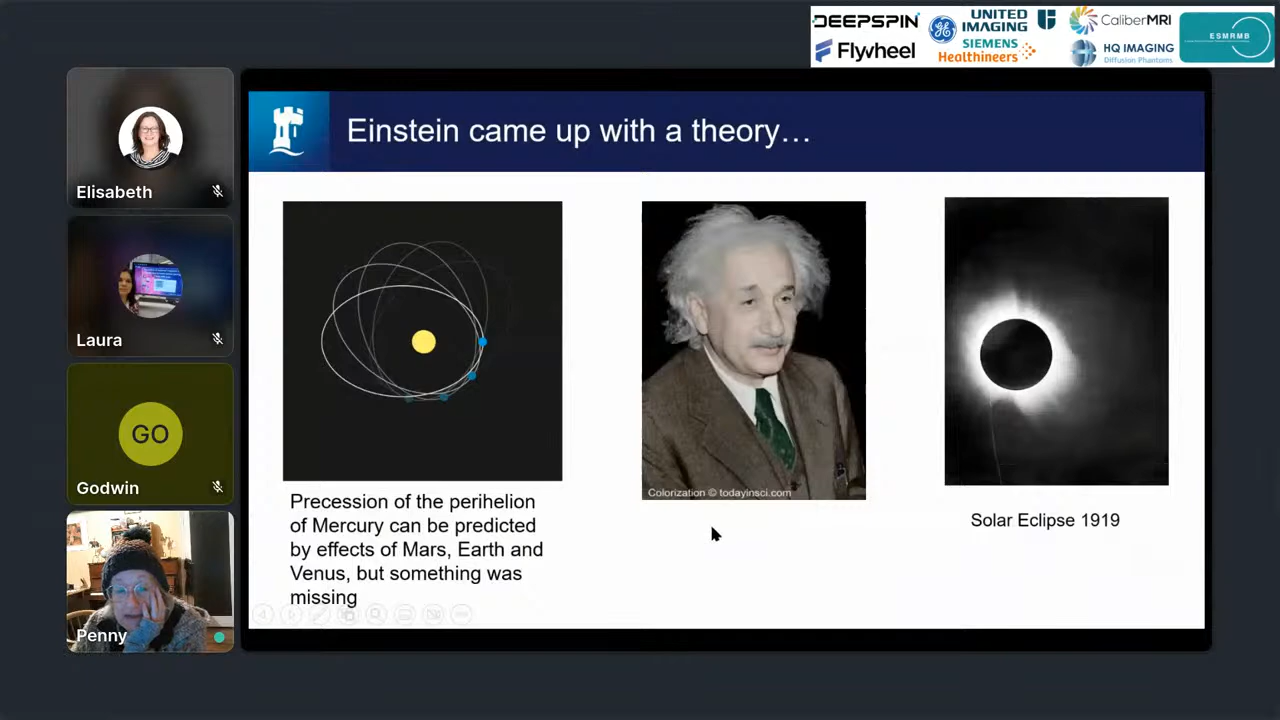 DEEPSPIN
UNITED
IMAGING
CaliberMRI
ESMRMB
Flywheel
SIEMENS
Healthineers
HQ IMAGING
Diffusion Phantoms
Einstein came up with a theory…
Elisabeth
Laura
GO
Godwin
Penny
Colorization © todayinsci.com
Precession of the perihelion
of Mercury can be predicted
by effects of Mars, Earth and
Venus, but something was
missing
Solar Eclipse 1919